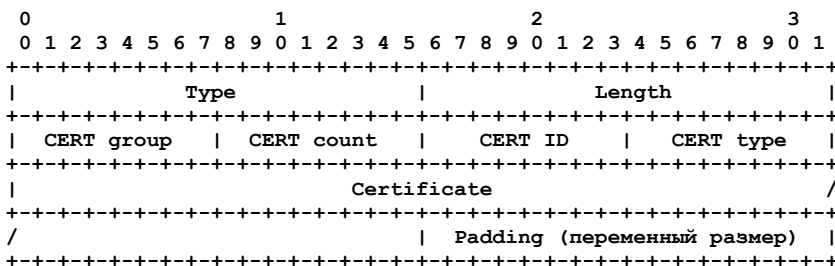 0                   1                   2                   3
0 1 2 3 4 5 6 7 8 9 0 1 2 3 4 5 6 7 8 9 0 1 2 3 4 5 6 7 8 9 0 1
+-+-+-+-+-+-+-+-+-+-+-+-+-+-+-+-+-+-+-+-+-+-+-+-+-+-+-+-+-+-+-+-+
|             Type              |             Length            |
+-+-+-+-+-+-+-+-+-+-+-+-+-+-+-+-+-+-+-+-+-+-+-+-+-+-+-+-+-+-+-+-+
|  CERT group   |  CERT count   |    CERT ID    |   CERT type   |
+-+-+-+-+-+-+-+-+-+-+-+-+-+-+-+-+-+-+-+-+-+-+-+-+-+-+-+-+-+-+-+-+
|                          Certificate                          /
+-+-+-+-+-+-+-+-+-+-+-+-+-+-+-+-+-+-+-+-+-+-+-+-+-+-+-+-+-+-+-+-+
/                               |  Padding (переменный размер)  |
+-+-+-+-+-+-+-+-+-+-+-+-+-+-+-+-+-+-+-+-+-+-+-+-+-+-+-+-+-+-+-+-+